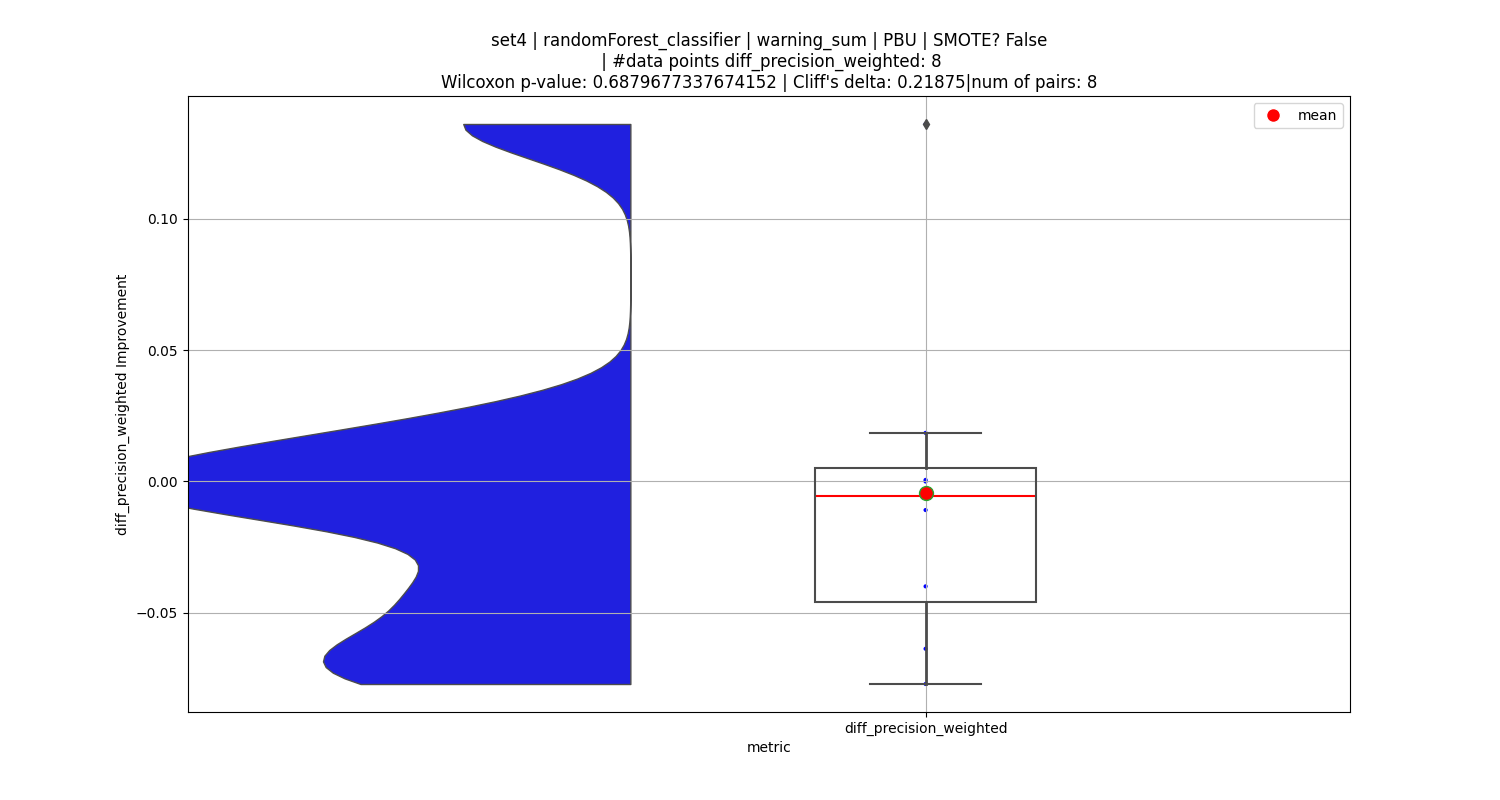 set4 | randomForest_classifier | warning_sum | PBU | SMOTE? False
| #data points diff_precision_weighted: 8
Wilcoxon p-value: 0.6879677337674152 | Cliff's delta: 0.21875|num of pairs: 8
mean
0.10
0.05
0.00
−0.05
diff_precision_weighted Improvement
diff_precision_weighted
metric